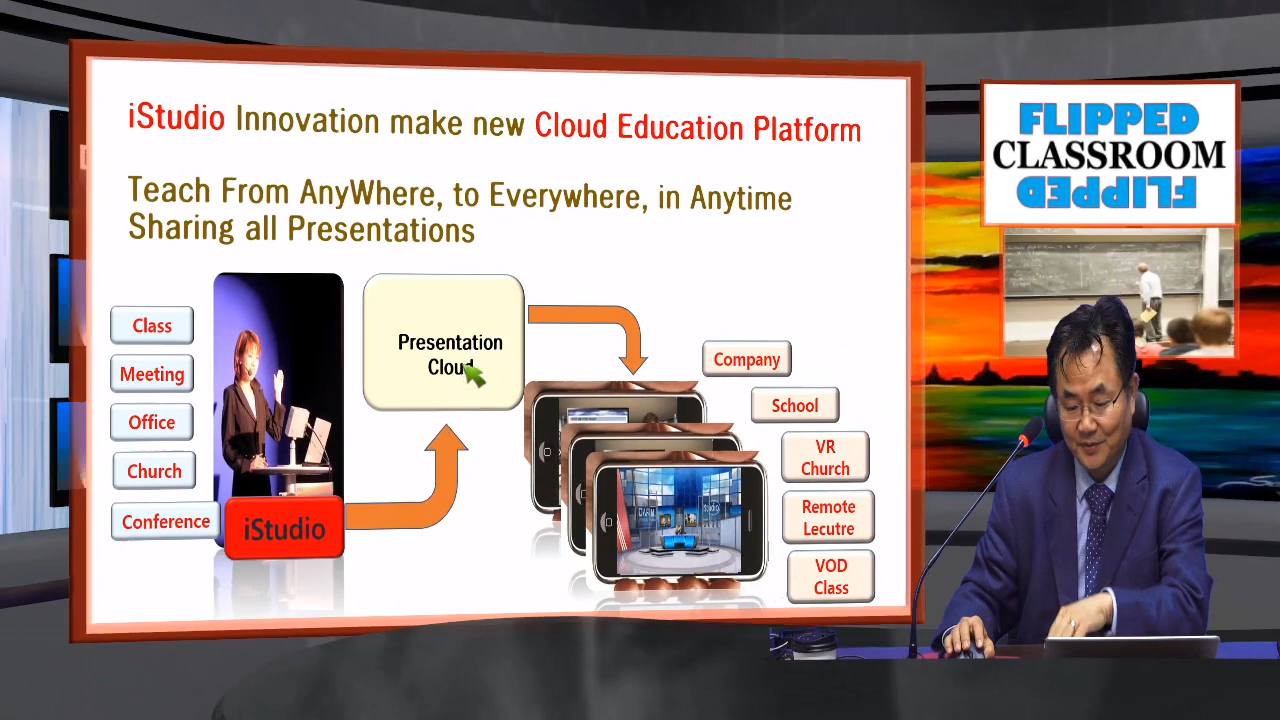 iStudio Innovation make new Cloud Education Platform
Teach From AnyWhere, to Everywhere, in Anytime
Sharing all Presentations
Class
Meeting
Office
Church
Conference
iStudio
Presentation
Cloud
Company
School
VR
Church
Remote
Lecutre
VOD
Class
FLIPPED
CLASSROOM
FLIPPED